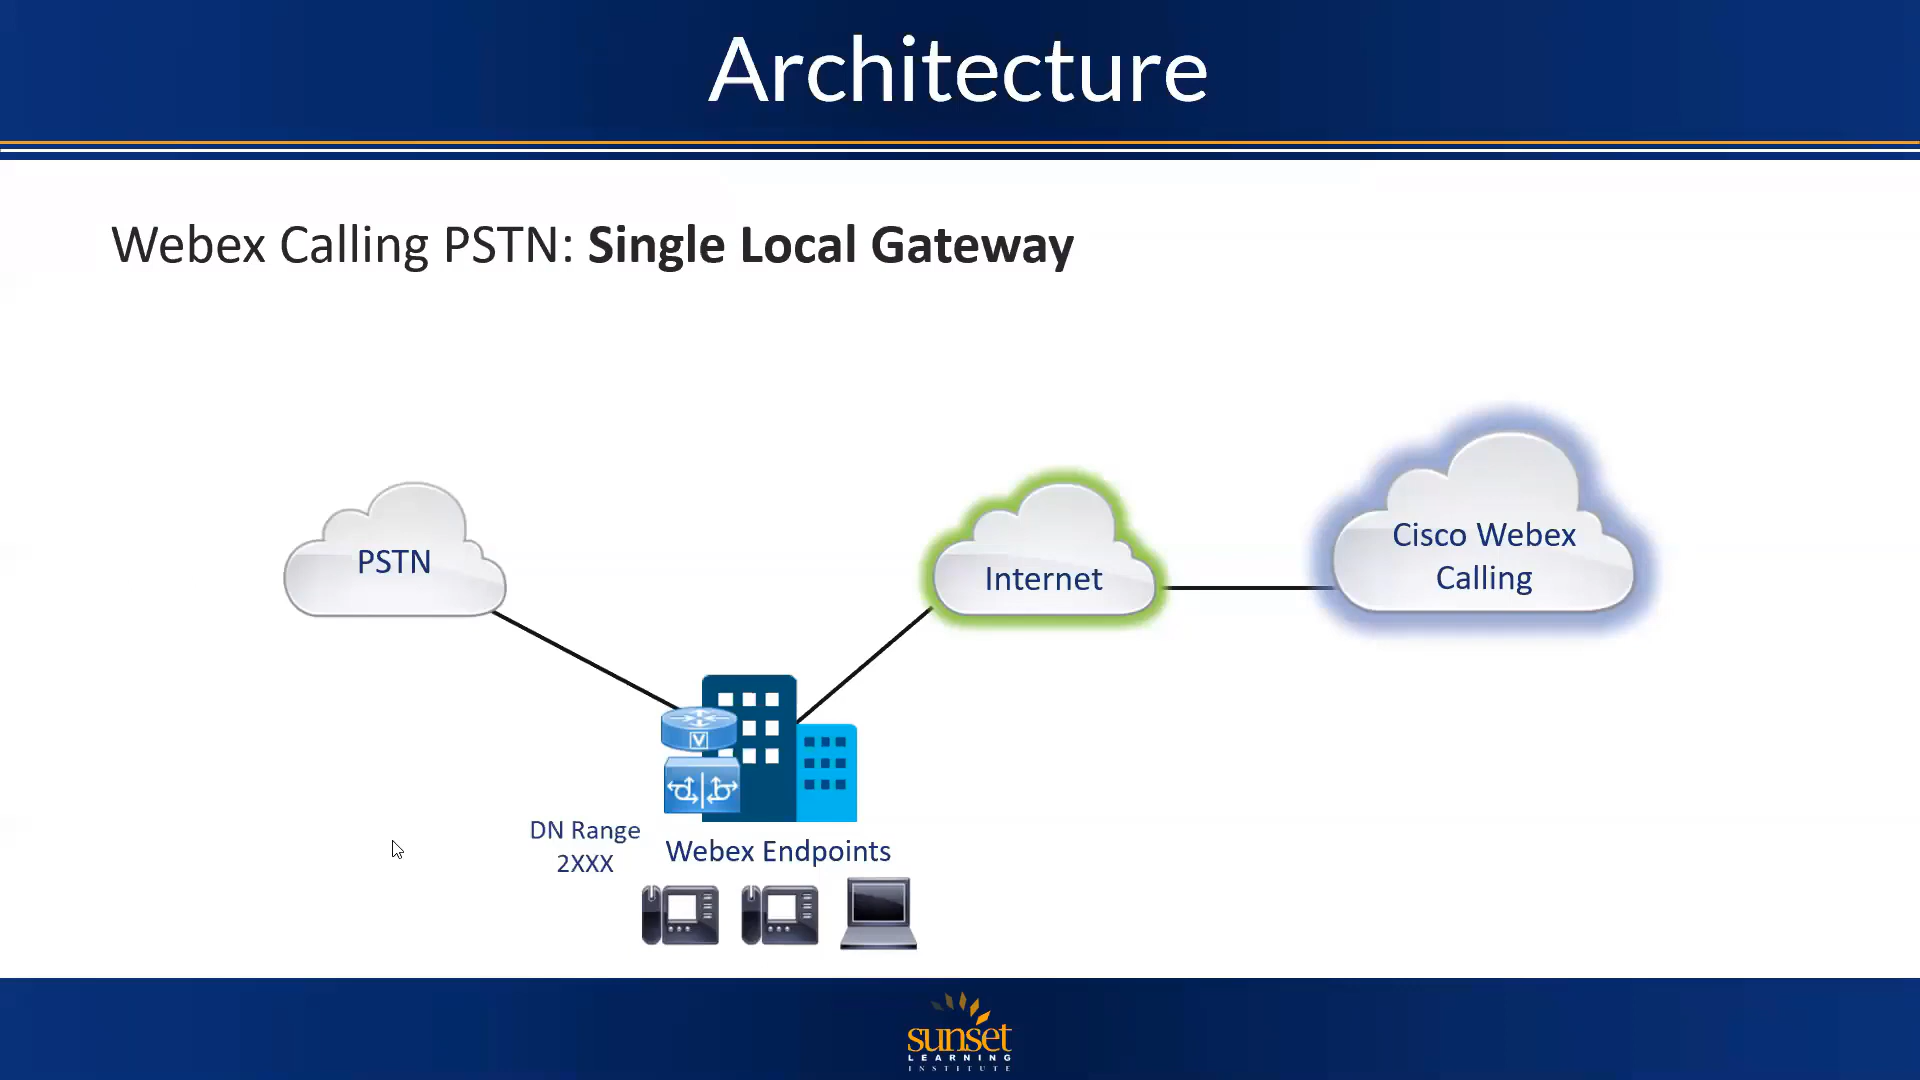 Architecture
Webex Calling PSTN: Single Local Gateway
PSTN
Internet
Cisco Webex
Calling
V
DN Range
2XXX
Webex Endpoints
sunset
LEARNING
INSTITUTE